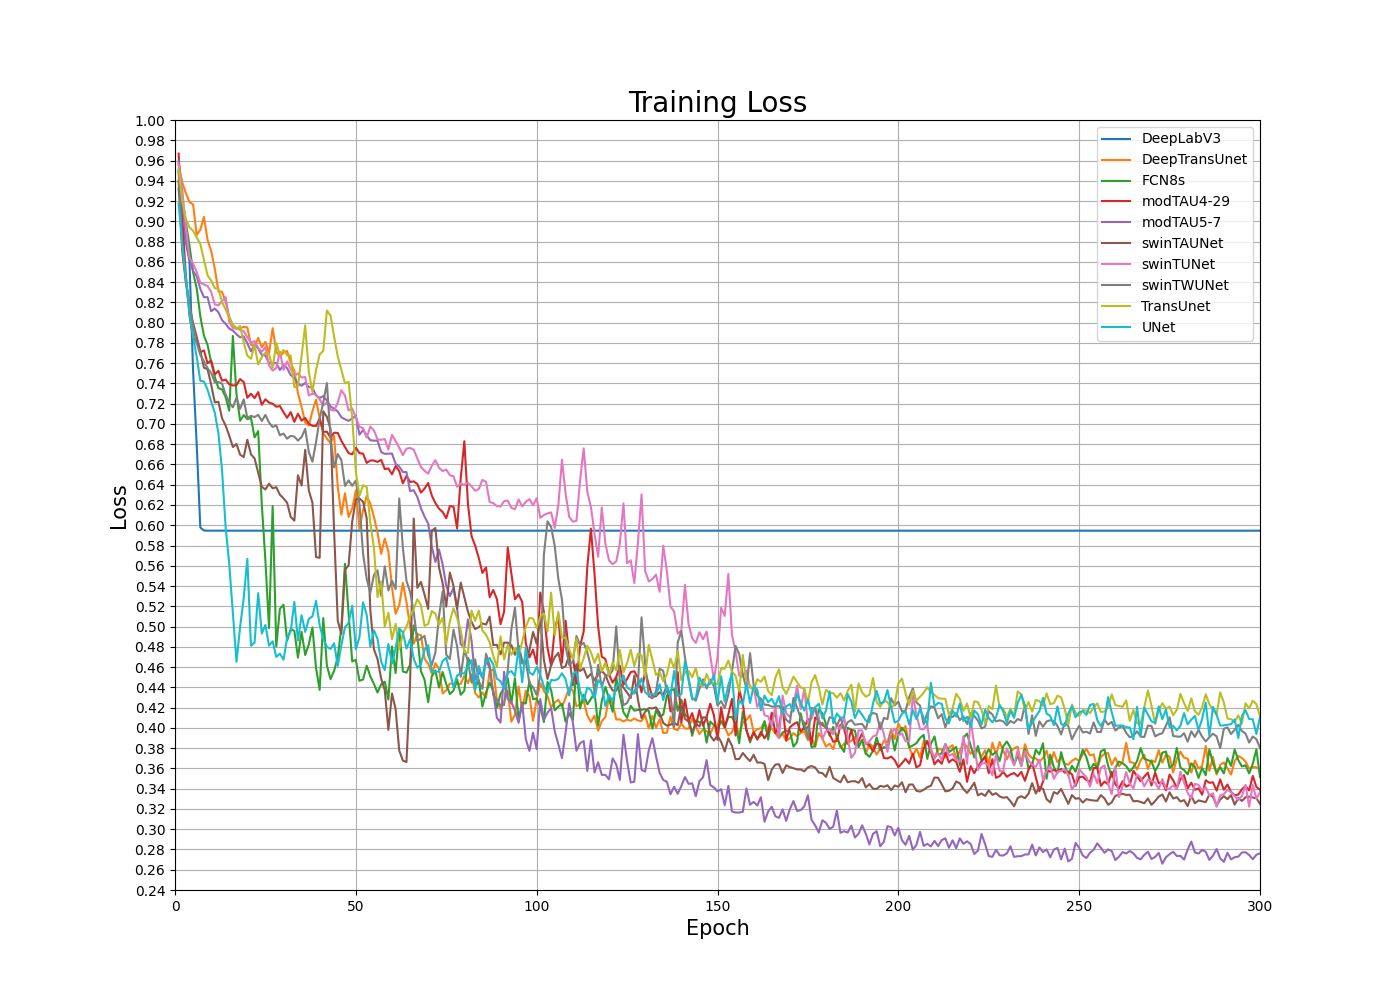 Training Loss
1.00
0.98
0.96
0.94
0.92
0.90
0.88
0.86
0.84
0.82
0.80
0.78
0.76
0.74
0.72
0.70
0.68
0.66
0.64
0.62
0.60
0.58
0.56
0.54
0.52
0.50
0.48
0.46
0.44
0.42
0.40
0.38
0.36
0.34
0.32
0.30
0.28
0.26
0.24
Loss
DeepLabV3
DeepTransUnet
FCN8s
modTAU4-29
modTAU5-7
swinTAUNet
swinTUNet
swinTWUNet
TransUnet
UNet
0 50 100 150 200 250 300
Epoch